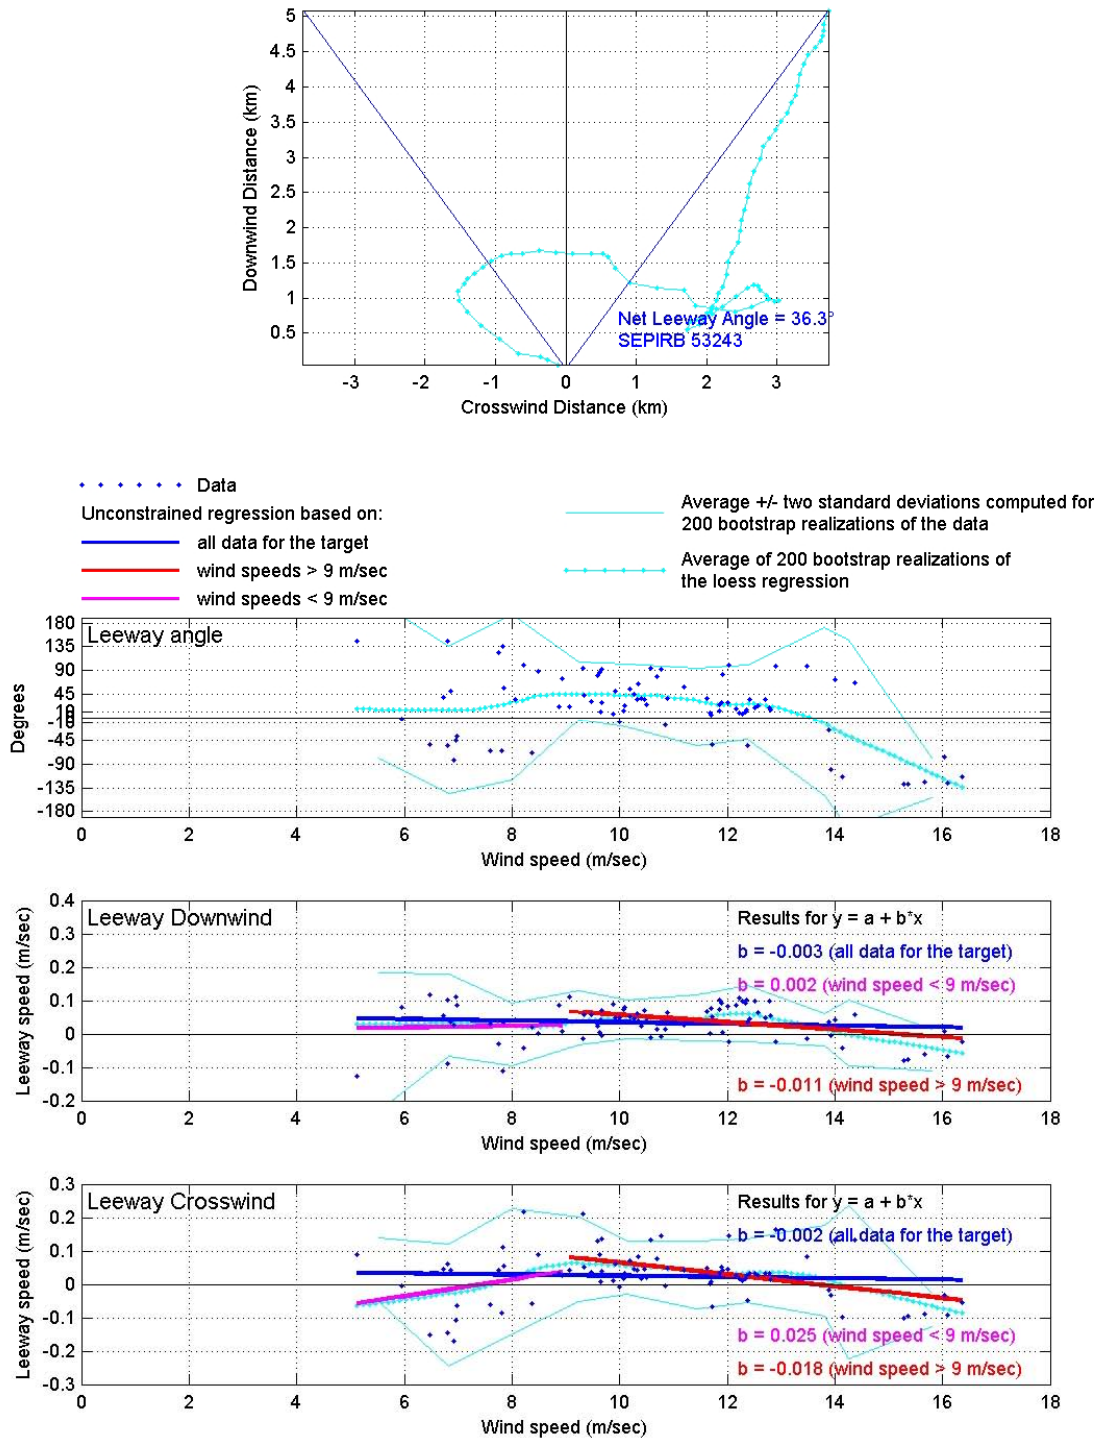 5
4.5
4
3.5
3
2.5
2
1.5
1
0.5
Downwind Distance (km)
Net Leeway Angle = 36.3°
SEPIRB 53243
-3 -2 -1 0 1 2 3
Crosswind Distance (km)
Data
Unconstrained regression based on:
all data for the target
wind speeds > 9 m/sec
wind speeds < 9 m/sec
Average +/- two standard deviations computed for
200 bootstrap realizations of the data
Average of 200 bootstrap realizations of
the loess regression
Leeway angle
180
135
90
45
10
-10
-45
-90
-135
-180
Degrees
0 2 4 6 8 10 12 14 16 18
Wind speed (m/sec)
Leeway Downwind
0.4
0.3
0.2
0.1
0
-0.1
-0.2
Leeway speed (m/sec)
Results for y = a + b*x
b = -0.003 (all data for the target)
b = 0.002 (wind speed < 9 m/sec)
b = -0.011 (wind speed > 9 m/sec)
0 2 4 6 8 10 12 14 16 18
Wind speed (m/sec)
Leeway Crosswind
0.3
0.2
0.1
0
-0.1
-0.2
-0.3
Leeway speed (m/sec)
Results for y = a + b*x
b = -0.002 (all data for the target)
b = 0.025 (wind speed < 9 m/sec)
b = -0.018 (wind speed > 9 m/sec)
0 2 4 6 8 10 12 14 16 18
Wind speed (m/sec)